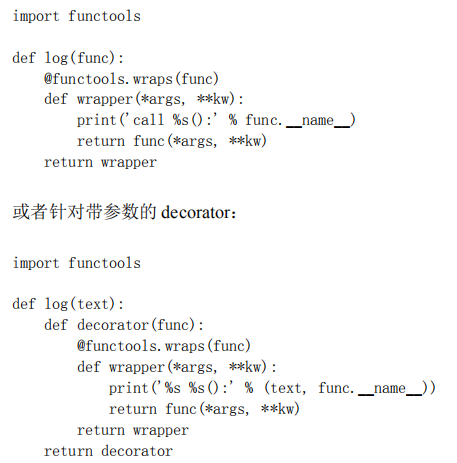 import functools
def log(func):
    @functools.wraps(func)
    def wrapper(*args, **kw):
        print('call %s():' % func.__name__)
        return func(*args, **kw)
    return wrapper
或者针对带参数的 decorator：
import functools
def log(text):
    def decorator(func):
        @functools.wraps(func)
        def wrapper(*args, **kw):
            print('%s %s():' % (text, func.__name__))
            return func(*args, **kw)
        return wrapper
    return decorator